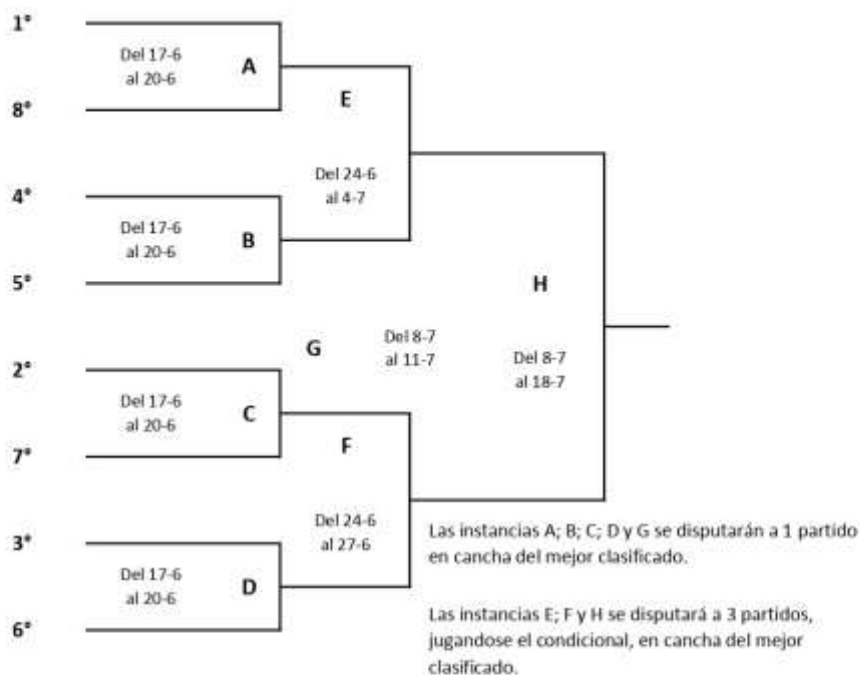 1°
Del 17-6
al 20-6
A
8°
E
Del 24-6
al 4-7
4°
Del 17-6
al 20-6
B
5°
H
G
Del 8-7
al 11-7
Del 8-7
al 18-7
2°
Del 17-6
al 20-6
C
7°
F
Del 24-6
al 27-6
3°
Del 17-6
al 20-6
D
6°
Las instancias A; B; C; D y G se disputarán a 1 partido
en cancha del mejor clasificado.
Las instancias E; F y H se disputará a 3 partidos,
jugandose el condicional, en cancha del mejor
clasificado.